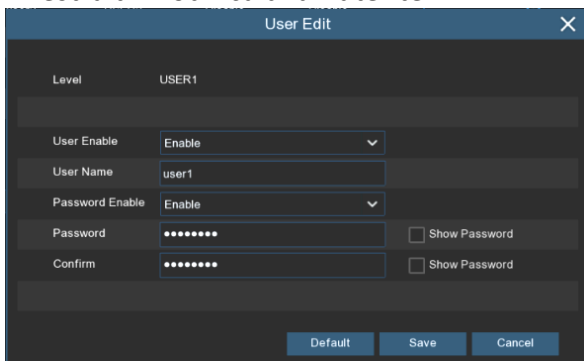 User Edit
Level USER1
User Enable Enable
User Name user1
Password Enable Enable
Password •••••••• Show Password
Confirm •••••••• Show Password
Default Save Cancel